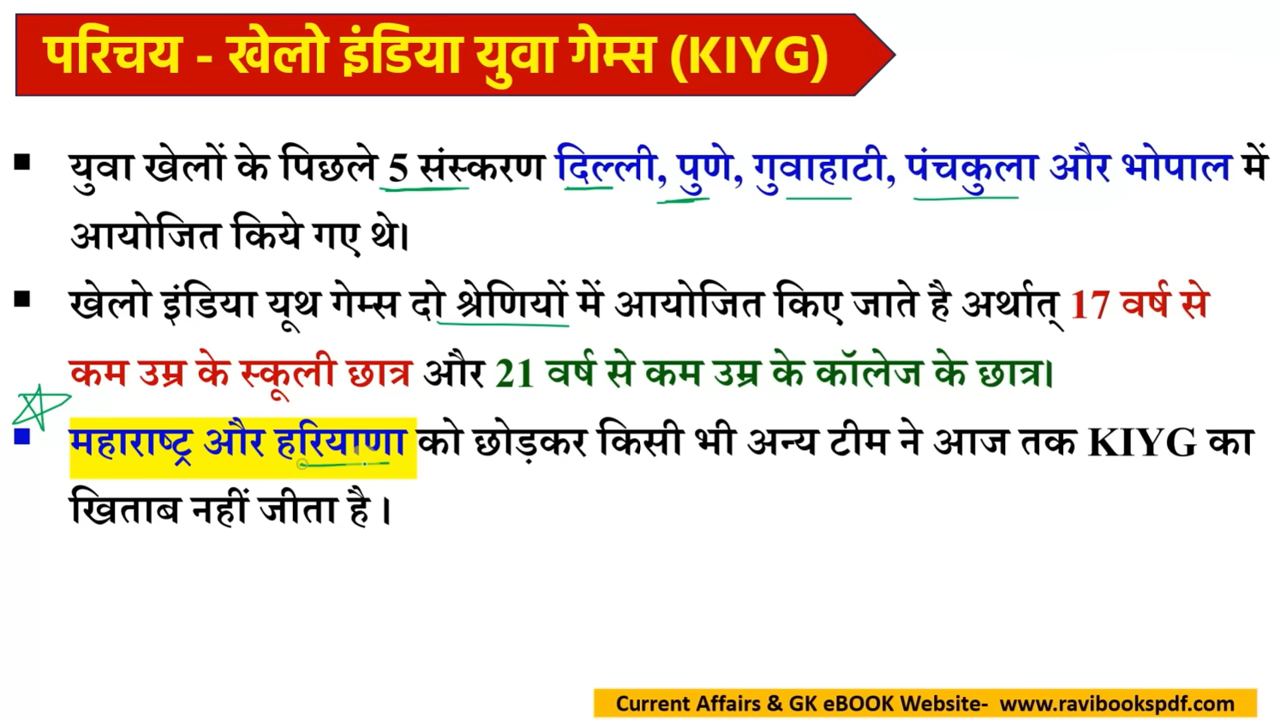 परिचय - खेलो इंडिया युवा गेम्स (KIYG)
▪ युवा खेलों के पिछले 5 संस्करण दिल्ली, पुणे, गुवाहाटी, पंचकुला और भोपाल में
आयोजित किये गए थे।
▪ खेलो इंडिया यूथ गेम्स दो श्रेणियों में आयोजित किए जाते है अर्थात् 17 वर्ष से
कम उम्र के स्कूली छात्र और 21 वर्ष से कम उम्र के कॉलेज के छात्र।
▪ महाराष्ट्र और हरियाणा को छोड़कर किसी भी अन्य टीम ने आज तक KIYG का
खिताब नहीं जीता है ।
Current Affairs & GK eBOOK Website- www.ravibookspdf.com